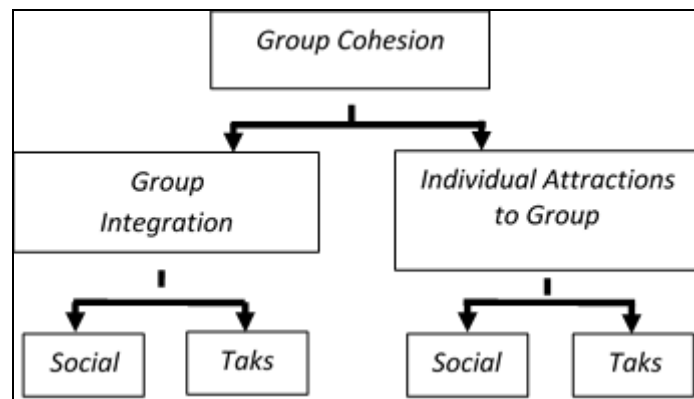 Group Cohesion
Group
Integration
Individual Attractions
to Group
Social
Taks
Social
Taks